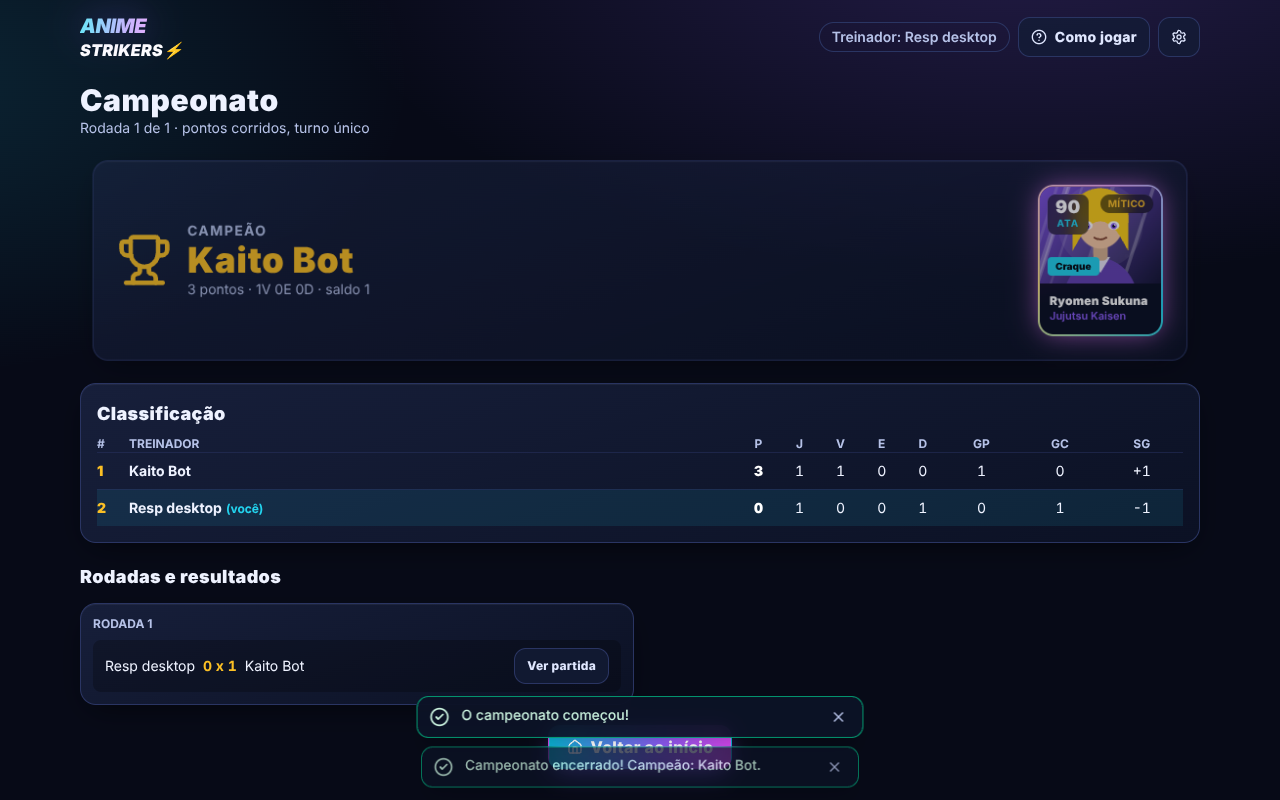 ANIME
STRIKERS⚡
Treinador: Resp desktop
Como jogar
Campeonato
Rodada 1 de 1 · pontos corridos, turno único
CAMPEÃO
Kaito Bot
3 pontos · 1V 0E 0D · saldo 1
90
ATA
MÍTICO
Craque
Ryomen Sukuna
Jujutsu Kaisen
Classificação
# TREINADOR P J V E D GP GC SG
1 Kaito Bot 3 1 1 0 0 1 0 +1
2 Resp desktop (você) 0 1 0 0 1 0 1 -1
Rodadas e resultados
RODADA 1
Resp desktop 0 x 1 Kaito Bot
Ver partida
O campeonato começou!
Voltar ao início
Campeonato encerrado! Campeão: Kaito Bot.